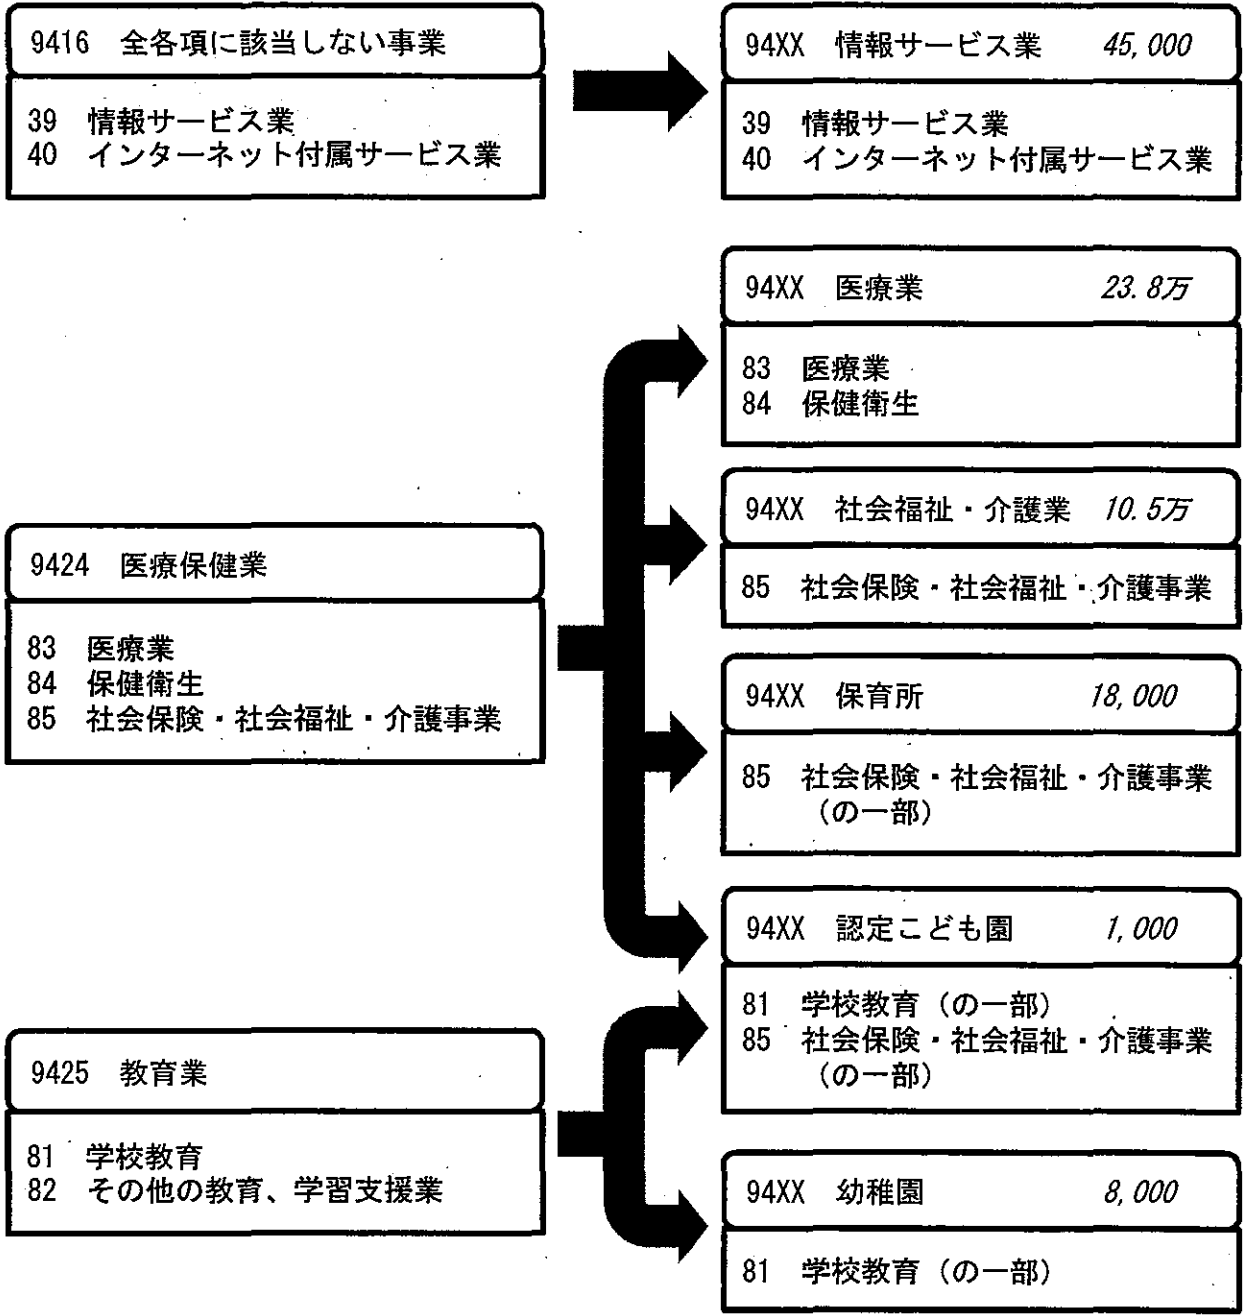 9416 全各項に該当しない事業
39 情報サービス業
40 インターネット付属サービス業
94XX 情報サービス業 45,000
39 情報サービス業
40 インターネット付属サービス業
94XX 医療業 23.8万
83 医療業
84 保健衛生
94XX 社会福祉・介護業 10.5万
85 社会保険・社会福祉・介護事業
9424 医療保健業
83 医療業
84 保健衛生
85 社会保険・社会福祉・介護事業
94XX 保育所 18,000
85 社会保険・社会福祉・介護事業
（の一部）
94XX 認定こども園 1,000
81 学校教育（の一部）
85 社会保険・社会福祉・介護事業
（の一部）
9425 教育業
81 学校教育
82 その他の教育、学習支援業
94XX 幼稚園 8,000
81 学校教育（の一部）